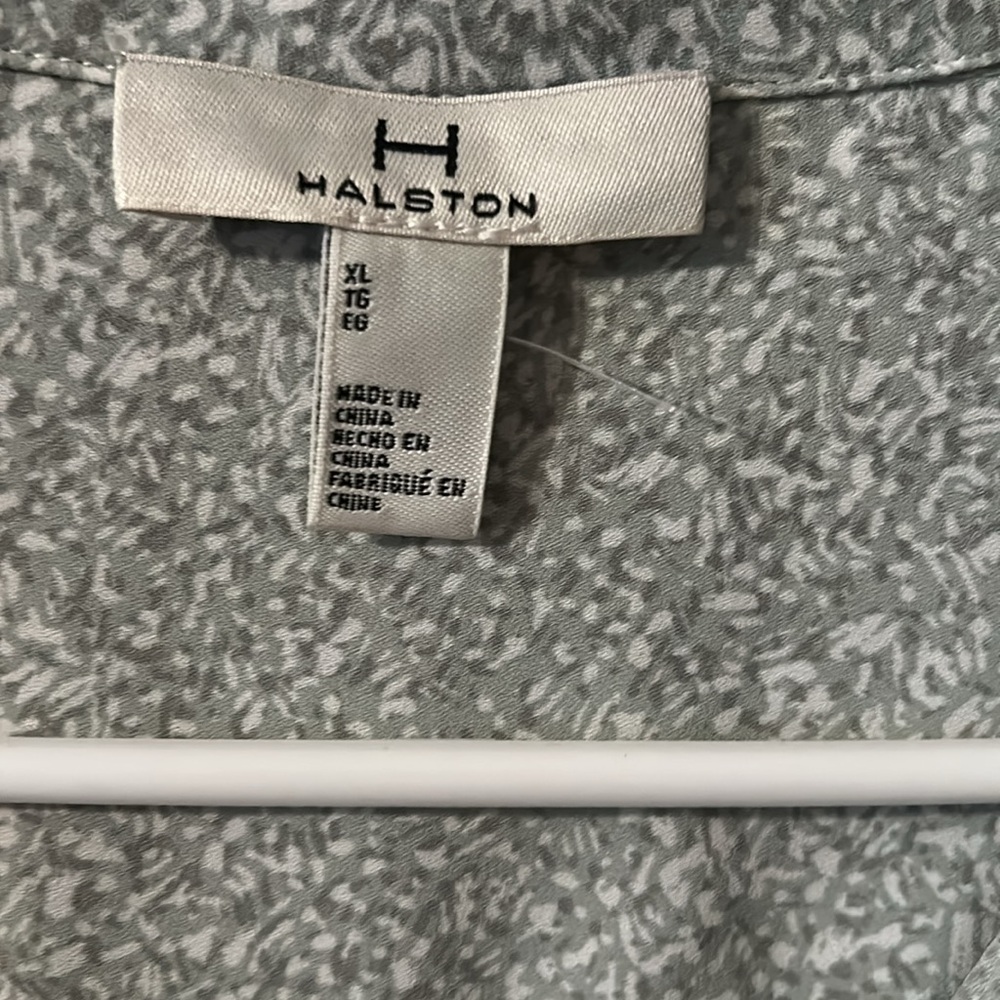 H
HALSTON
XL
TG
EG
MADE IN
CHINA
HECHO EN
CHINA
FABRIQUÉ EN
CHINE